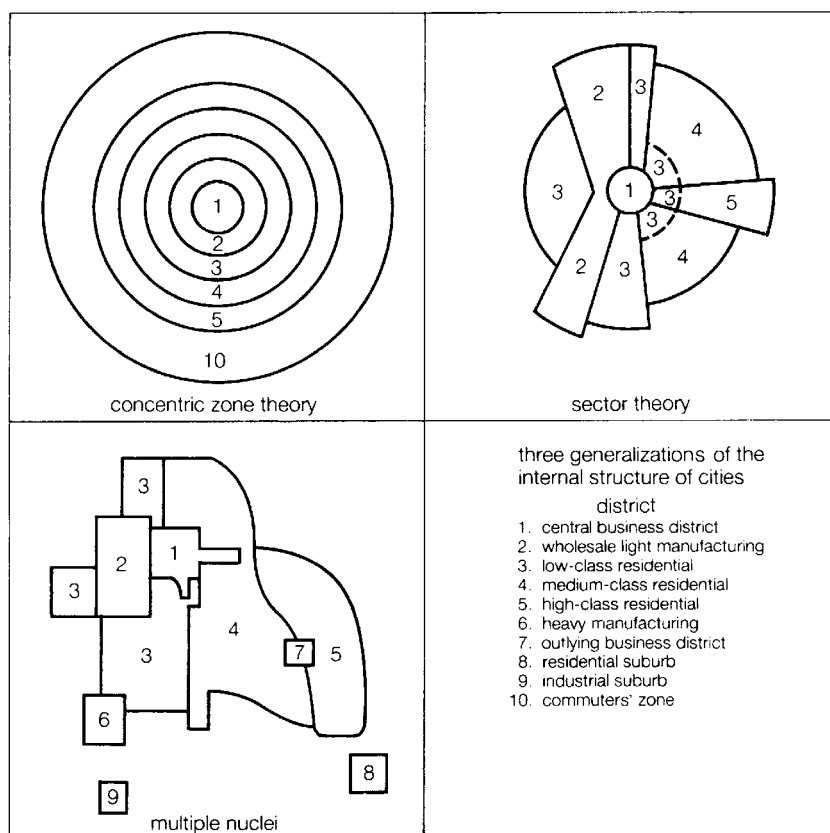 1
2
3
4
5
10
concentric zone theory
2
3
4
3
3
1
3
5
3
2
3
4
sector theory
3
2
1
3
3
4
7
5
6
8
9
multiple nuclei
three generalizations of the
internal structure of cities
district
1. central business district
2. wholesale light manufacturing
3. low-class residential
4. medium-class residential
5. high-class residential
6. heavy manufacturing
7. outlying business district
8. residential suburb
9. industrial suburb
10. commuters' zone